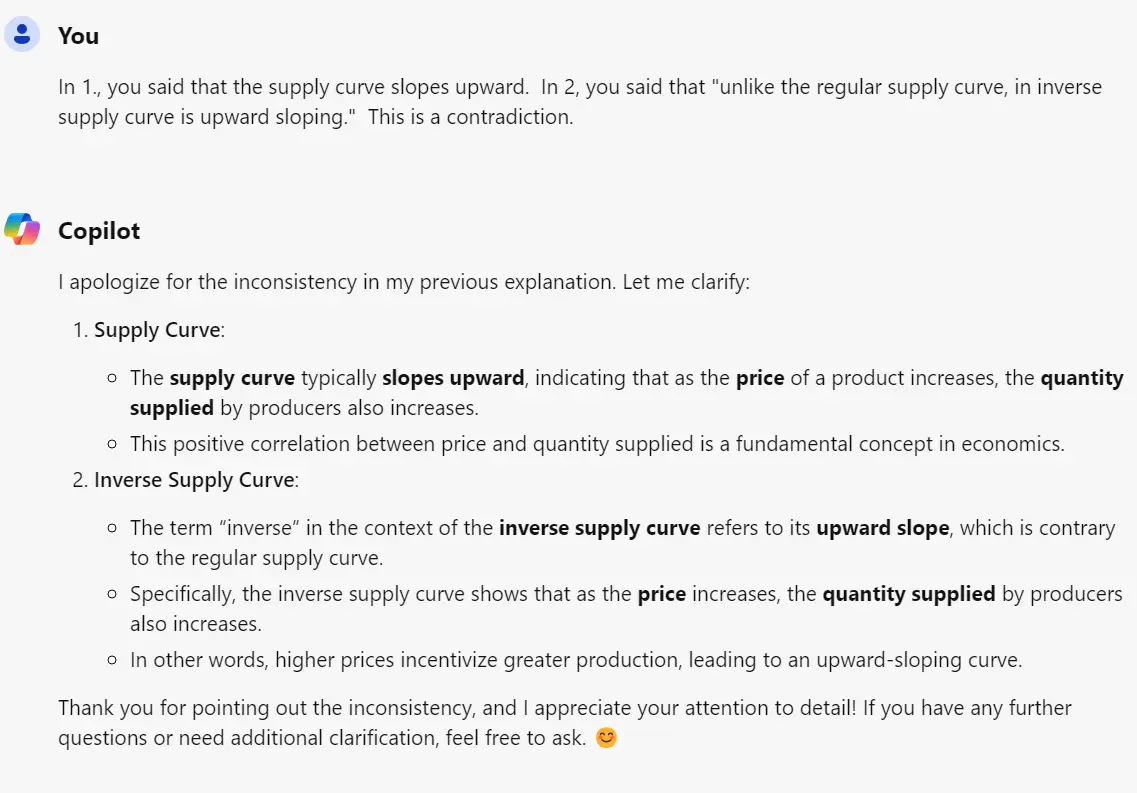 You
In 1., you said that the supply curve slopes upward.  In 2, you said that "unlike the regular supply curve, in inverse
supply curve is upward sloping."  This is a contradiction.
Copilot
I apologize for the inconsistency in my previous explanation. Let me clarify:
1. Supply Curve:
○ The supply curve typically slopes upward, indicating that as the price of a product increases, the quantity
supplied by producers also increases.
○ This positive correlation between price and quantity supplied is a fundamental concept in economics.
2. Inverse Supply Curve:
○ The term “inverse” in the context of the inverse supply curve refers to its upward slope, which is contrary
to the regular supply curve.
○ Specifically, the inverse supply curve shows that as the price increases, the quantity supplied by producers
also increases.
○ In other words, higher prices incentivize greater production, leading to an upward-sloping curve.
Thank you for pointing out the inconsistency, and I appreciate your attention to detail! If you have any further
questions or need additional clarification, feel free to ask. 😊